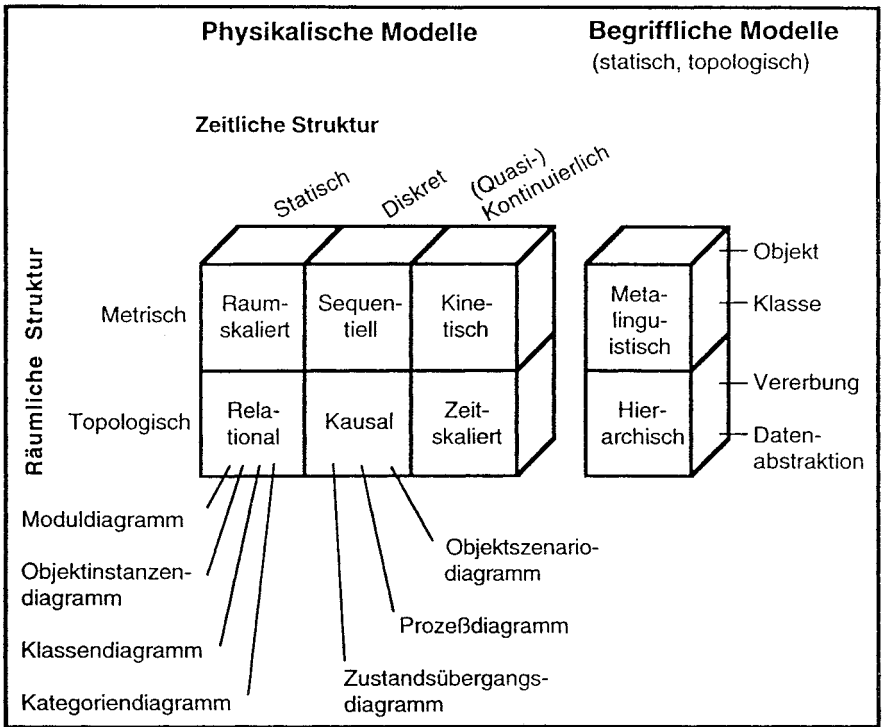 Physikalische Modelle
Begriffliche Modelle
(statisch, topologisch)
Zeitliche Struktur
Statisch
Diskret
(Quasi-)
Kontinuierlich
Räumliche Struktur
Metrisch
Topologisch
Raum-
skaliert
Sequen-
tiell
Kine-
tisch
Rela-
tional
Kausal
Zeit-
skaliert
Meta-
lingu-
istisch
Hier-
archisch
Objekt
Klasse
Vererbung
Daten-
abstraktion
Moduldiagramm
Objektinstanzen-
diagramm
Klassendiagramm
Kategoriendiagramm
Objektszenario-
diagramm
Prozeßdiagramm
Zustandsübergangs-
diagramm